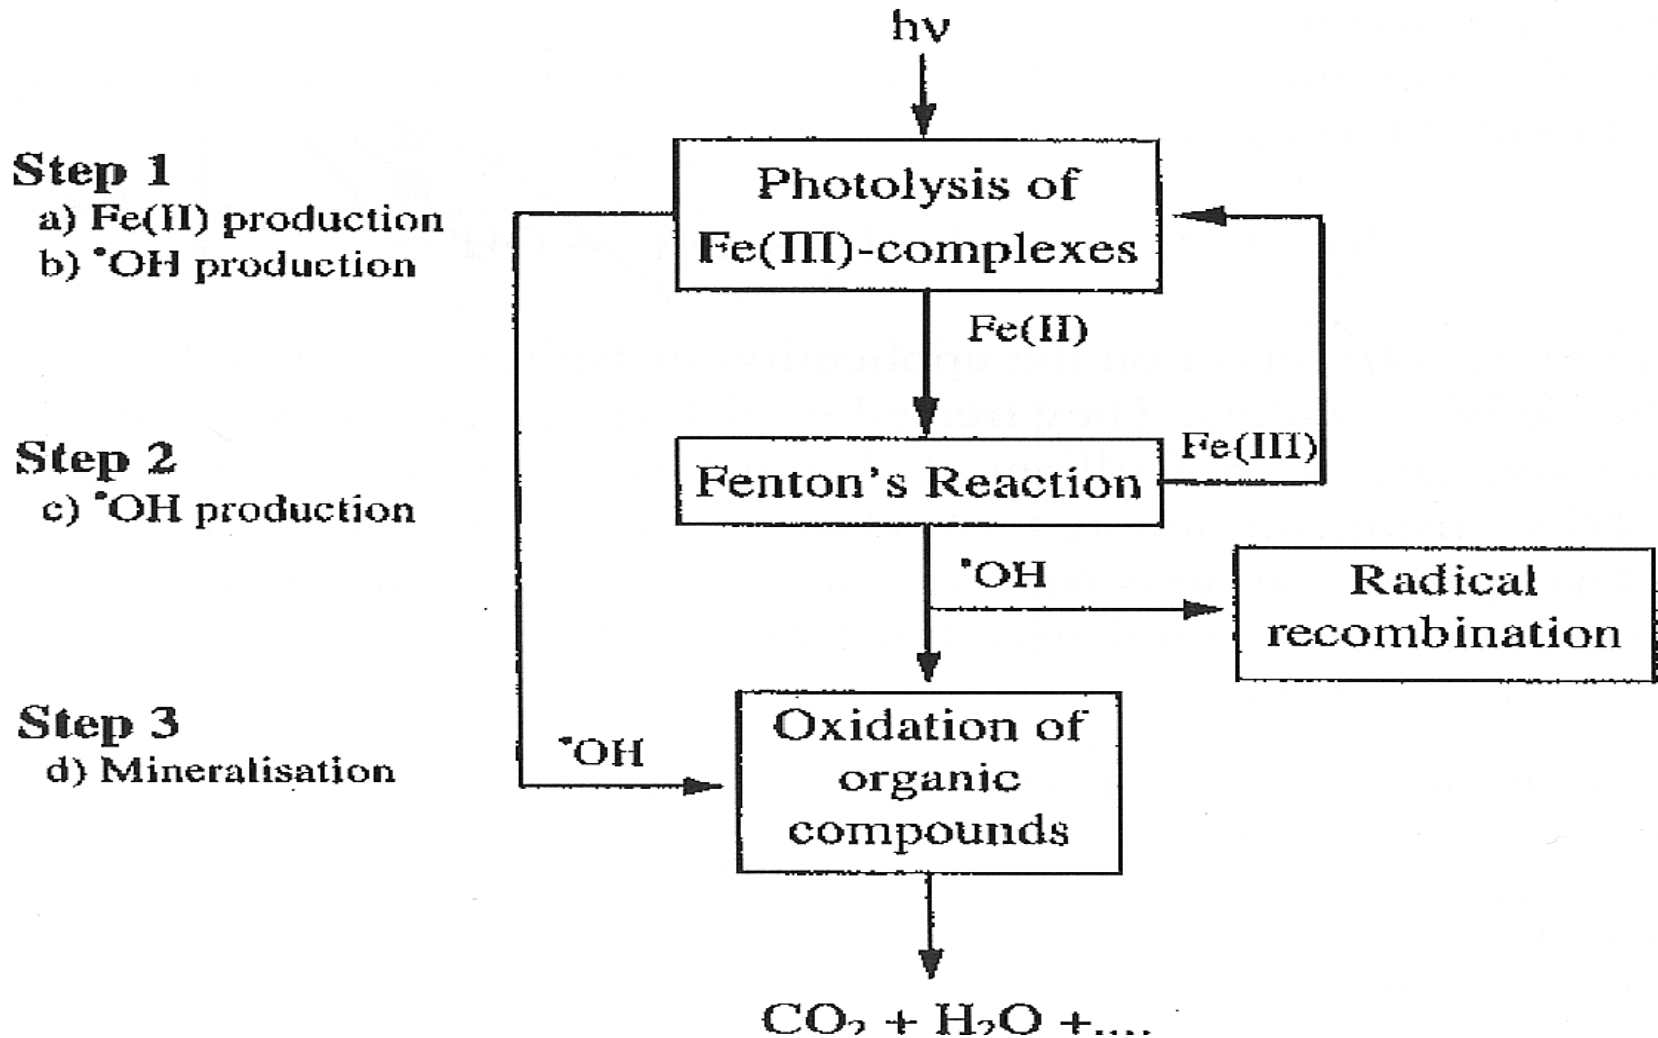 hν
Step 1
a) Fe(II) production
b) •OH production
Photolysis of
Fe(III)-complexes
Fe(II)
Step 2
c) •OH production
Fenton's Reaction
Fe(III)
•OH
Radical
recombination
Step 3
d) Mineralisation
•OH
Oxidation of
organic
compounds
CO₂ + H₂O +....